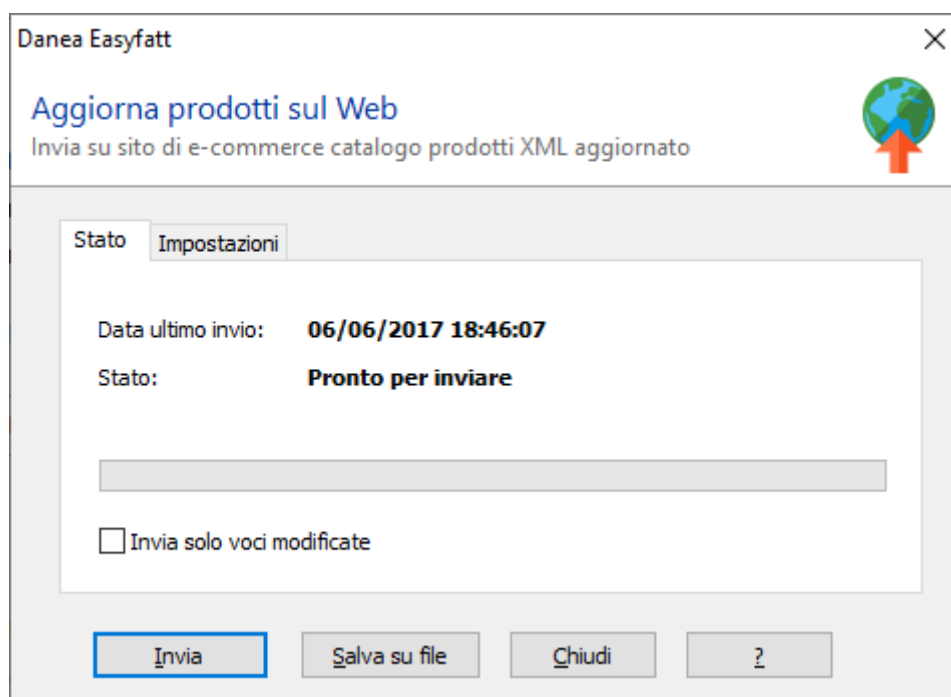 Danea Easyfatt
Aggiorna prodotti sul Web
Invia su sito di e-commerce catalogo prodotti XML aggiornato
Stato Impostazioni
Data ultimo invio: 06/06/2017 18:46:07
Stato: Pronto per inviare
Invia solo voci modificate
Invia Salva su file Chiudi ?